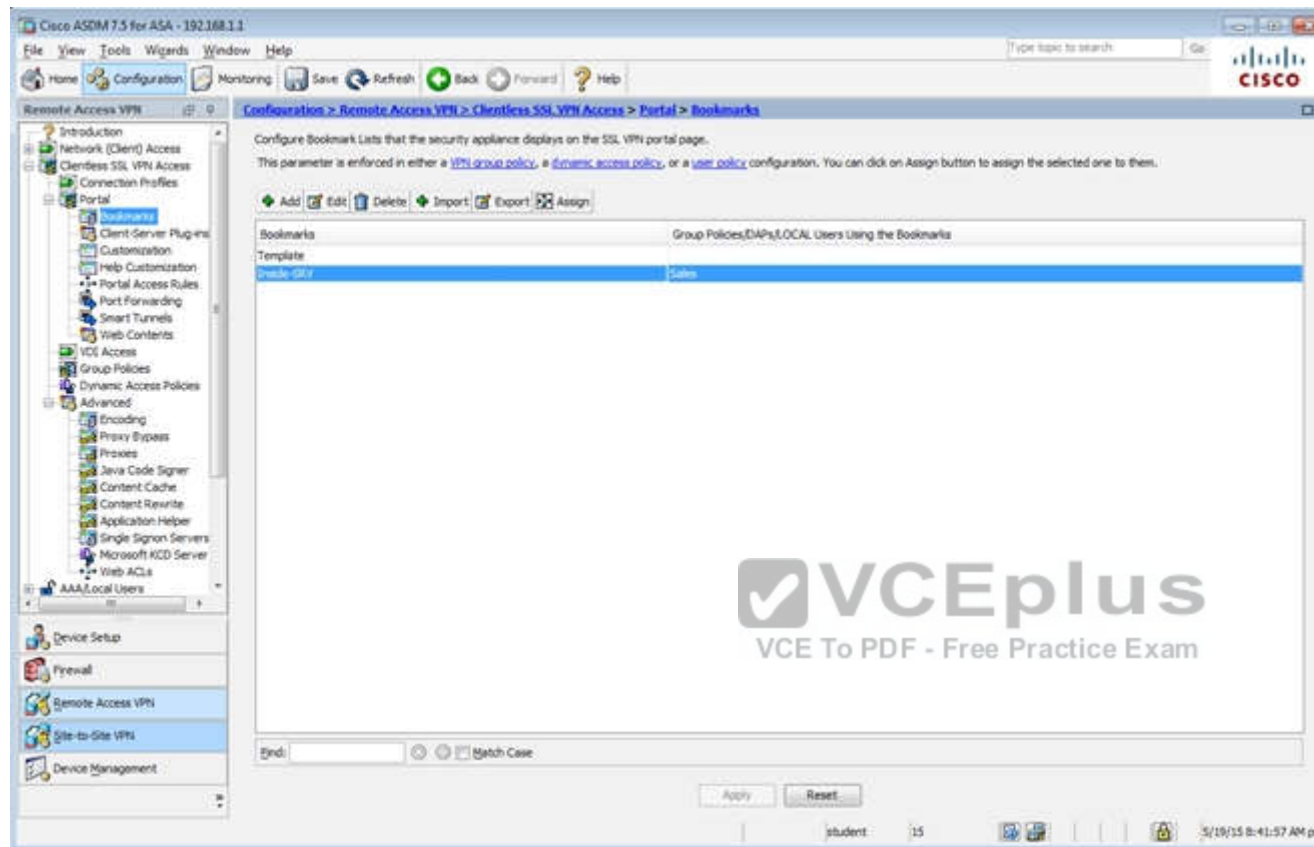 Cisco ASDM 7.5 for ASA - 192.168.1.1
File View Tools Wizards Window Help
Type topic to search Go
CISCO
Home Configuration Monitoring Save Refresh Back Forward Help
Remote Access VPN
Configuration > Remote Access VPN > Clientless SSL VPN Access > Portal > Bookmarks
Introduction
Network (Client) Access
Clientless SSL VPN Access
Connection Profiles
Portal
Bookmarks
Client-Server Plug-ins
Customization
Help Customization
Portal Access Rules
Port Forwarding
Smart Tunnels
Web Contents
VDI Access
Group Policies
Dynamic Access Policies
Advanced
Encoding
Proxy Bypass
Proxies
Java Code Signer
Content Cache
Content Rewrite
Application Helper
Single Signon Servers
Microsoft KCD Server
Web ACLs
AAA/Local Users
Device Setup
Firewall
Remote Access VPN
Site-to-Site VPN
Device Management
Configure Bookmark Lists that the security appliance displays on the SSL VPN portal page.
This parameter is enforced in either a VPN group policy, a dynamic access policy, or a user policy configuration. You can click on Assign button to assign the selected one to them.
Add Edit Delete Import Export Assign
Bookmarks Group Policies/DAPs/LOCAL Users Using the Bookmarks
Template
Inside-SRV Sales
VCEplus
VCE To PDF - Free Practice Exam
Find: Match Case
Apply Reset
student 15 5/19/15 8:41:57 AM p